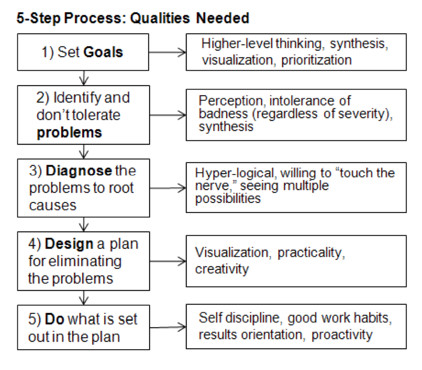 5-Step Process: Qualities Needed
1) Set Goals
Higher-level thinking, synthesis,
visualization, prioritization
2) Identify and
don't tolerate
problems
Perception, intolerance of
badness (regardless of severity),
synthesis
3) Diagnose the
problems to root
causes
Hyper-logical, willing to “touch the
nerve,” seeing multiple
possibilities
4) Design a plan
for eliminating
the problems
Visualization, practicality,
creativity
5) Do what is set
out in the plan
Self discipline, good work habits,
results orientation, proactivity